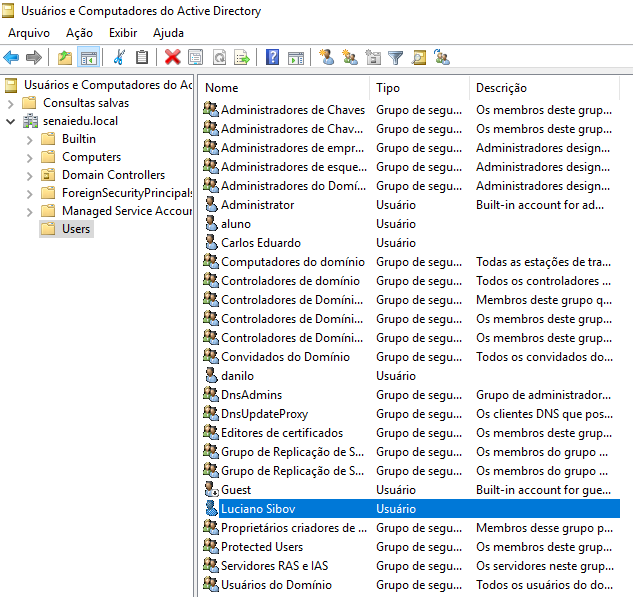 Usuários e Computadores do Active Directory
Arquivo Ação Exibir Ajuda
Usuários e Computadores do Ac
Consultas salvas
senaiedu.local
Builtin
Computers
Domain Controllers
ForeignSecurityPrincipals
Managed Service Accour
Users
Nome Tipo Descrição
Administradores de Chaves Grupo de segu... Os membros deste grup...
Administradores de Chav... Grupo de segu... Os membros deste grup...
Administradores de empr... Grupo de segu... Administradores design...
Administradores de esque... Grupo de segu... Administradores design...
Administradores do Domí... Grupo de segu... Administradores design...
Administrator Usuário Built-in account for ad...
aluno Usuário
Carlos Eduardo Usuário
Computadores do domínio Grupo de segu... Todas as estações de tra...
Controladores de domínio Grupo de segu... Todos os controladores ...
Controladores de Domíni... Grupo de segu... Membros deste grupo q...
Controladores de Domíni... Grupo de segu... Os membros deste grup...
Controladores de Domíni... Grupo de segu... Os membros deste grup...
Convidados do Domínio Grupo de segu... Todos os convidados do...
danilo Usuário
DnsAdmins Grupo de segu... Grupo de administrador...
DnsUpdateProxy Grupo de segu... Os clientes DNS que pos...
Editores de certificados Grupo de segu... Os membros deste grup...
Grupo de Replicação de S... Grupo de segu... Os membros do grupo ...
Grupo de Replicação de S... Grupo de segu... Os membros do grupo ...
Guest Usuário Built-in account for gue...
Luciano Sibov Usuário
Proprietários criadores de ... Grupo de segu... Membros desse grupo p...
Protected Users Grupo de segu... Os membros deste grup...
Servidores RAS e IAS Grupo de segu... Os servidores neste grup...
Usuários do Domínio Grupo de segu... Todos os usuários do do...